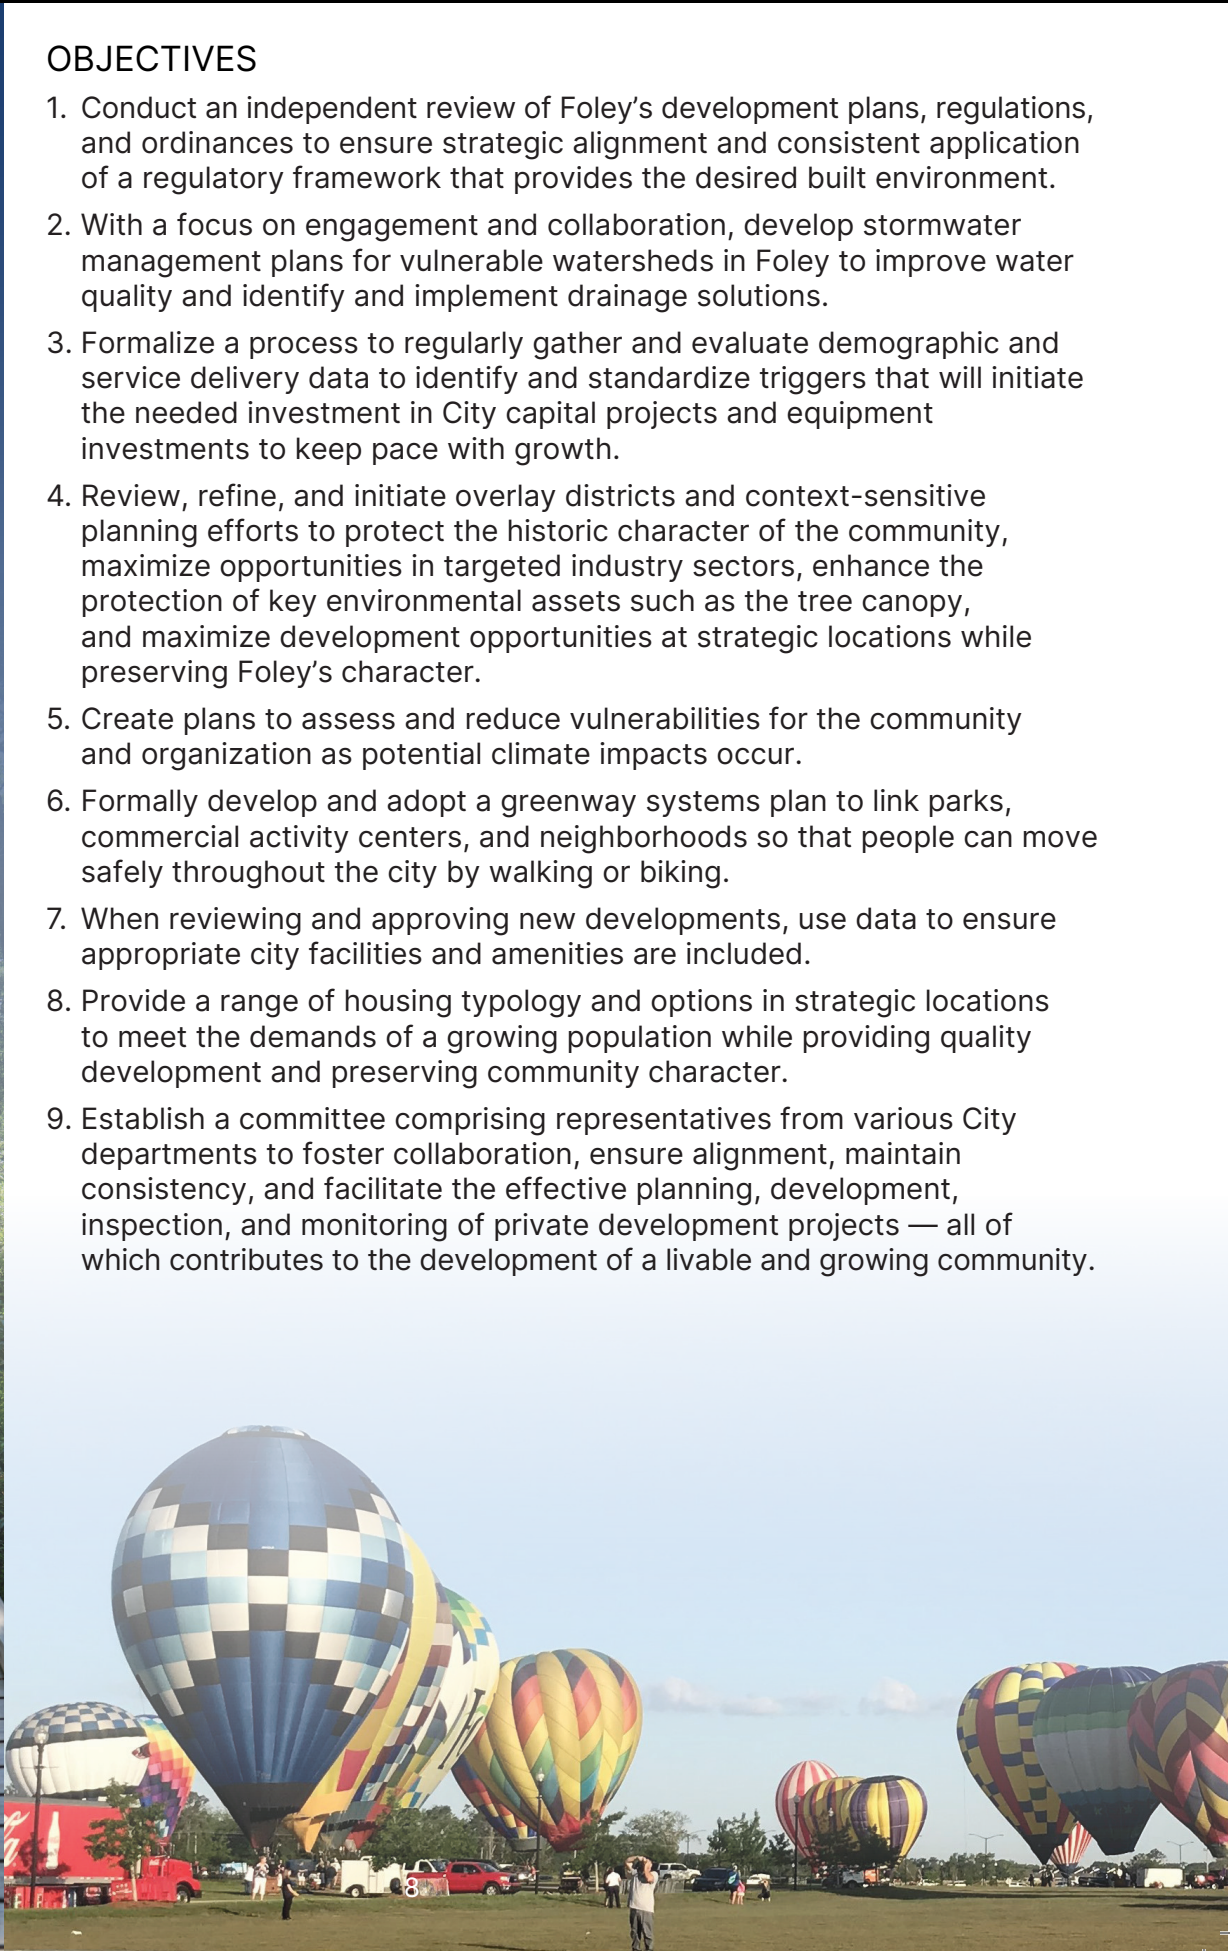 OBJECTIVES
1. Conduct an independent review of Foley’s development plans, regulations,
and ordinances to ensure strategic alignment and consistent application
of a regulatory framework that provides the desired built environment.
2. With a focus on engagement and collaboration, develop stormwater
management plans for vulnerable watersheds in Foley to improve water
quality and identify and implement drainage solutions.
3. Formalize a process to regularly gather and evaluate demographic and
service delivery data to identify and standardize triggers that will initiate
the needed investment in City capital projects and equipment
investments to keep pace with growth.
4. Review, refine, and initiate overlay districts and context-sensitive
planning efforts to protect the historic character of the community,
maximize opportunities in targeted industry sectors, enhance the
protection of key environmental assets such as the tree canopy,
and maximize development opportunities at strategic locations while
preserving Foley’s character.
5. Create plans to assess and reduce vulnerabilities for the community
and organization as potential climate impacts occur.
6. Formally develop and adopt a greenway systems plan to link parks,
commercial activity centers, and neighborhoods so that people can move
safely throughout the city by walking or biking.
7. When reviewing and approving new developments, use data to ensure
appropriate city facilities and amenities are included.
8. Provide a range of housing typology and options in strategic locations
to meet the demands of a growing population while providing quality
development and preserving community character.
9. Establish a committee comprising representatives from various City
departments to foster collaboration, ensure alignment, maintain
consistency, and facilitate the effective planning, development,
inspection, and monitoring of private development projects — all of
which contributes to the development of a livable and growing community.
8